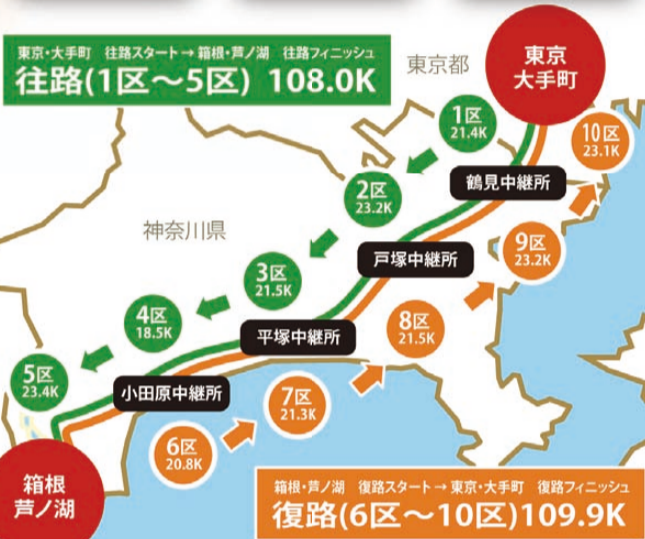 東京・大手町 往路スタート→箱根・芦ノ湖 往路フィニッシュ
往路(1区～5区) 108.0K
東京都
東京
大手町
1区
21.4K
10区
23.1K
鶴見中継所
2区
23.2K
神奈川県
戸塚中継所
9区
23.2K
3区
21.5K
4区
18.5K
8区
21.5K
平塚中継所
5区
23.4K
小田原中継所
7区
21.3K
6区
20.8K
箱根
芦ノ湖
箱根・芦ノ湖 復路スタート→東京・大手町 復路フィニッシュ
復路(6区～10区)109.9K